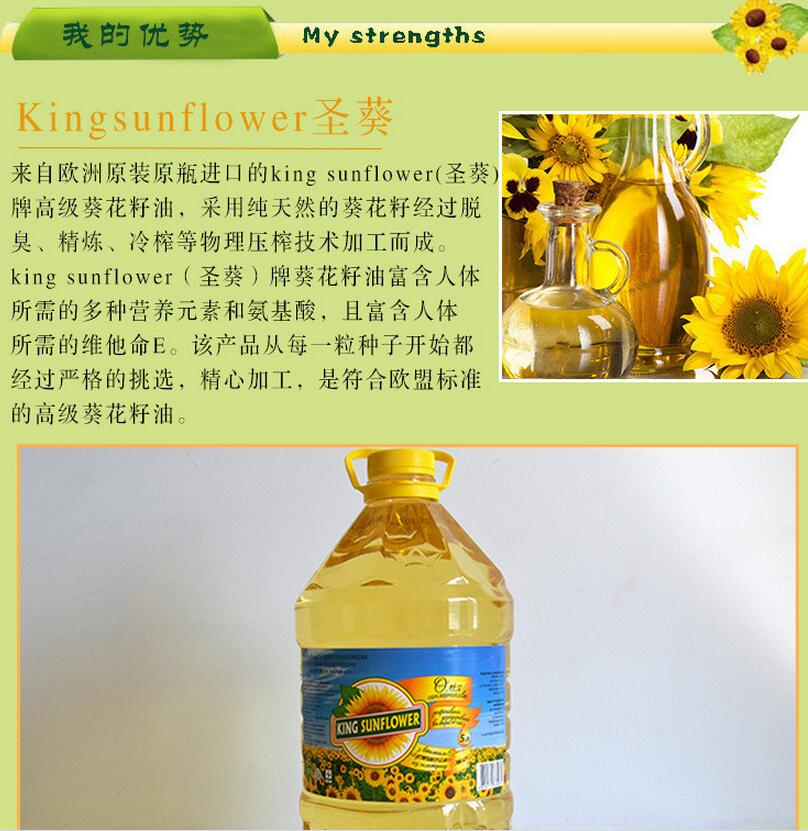 我的优势
My strengths
Kingsunflower圣葵
来自欧洲原装原瓶进口的king sunflower(圣葵)
牌高级葵花籽油，采用纯天然的葵花籽经过脱
臭、精炼、冷榨等物理压榨技术加工而成。
king sunflower（圣葵）牌葵花籽油富含人体
所需的多种营养元素和氨基酸，且富含人体
所需的维他命E。该产品从每一粒种子开始都
经过严格的挑选，精心加工，是符合欧盟标准
的高级葵花籽油。
Олія
KING SUNFLOWER
5 л